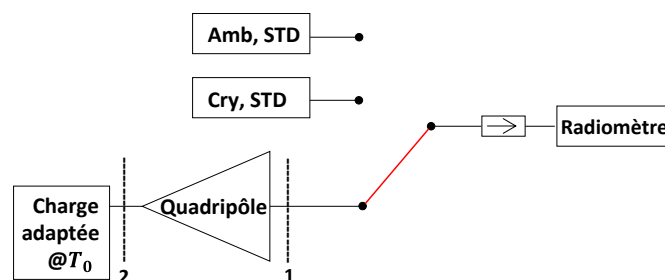 Amb, STD
Cry, STD
Radiomètre
Quadripôle
Charge
adaptée
@T₀
2
1